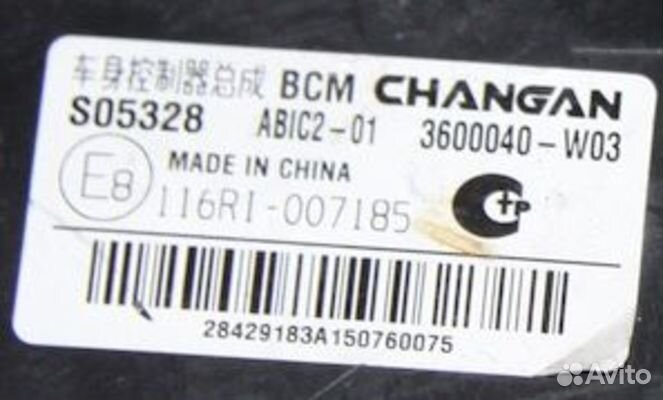 车身控制器总成 BCM CHANGAN
S05328 ABIC2-01 3600040-W03
E8 MADE IN CHINA
116RI-007185
CTP
28429183A150760075
Avito